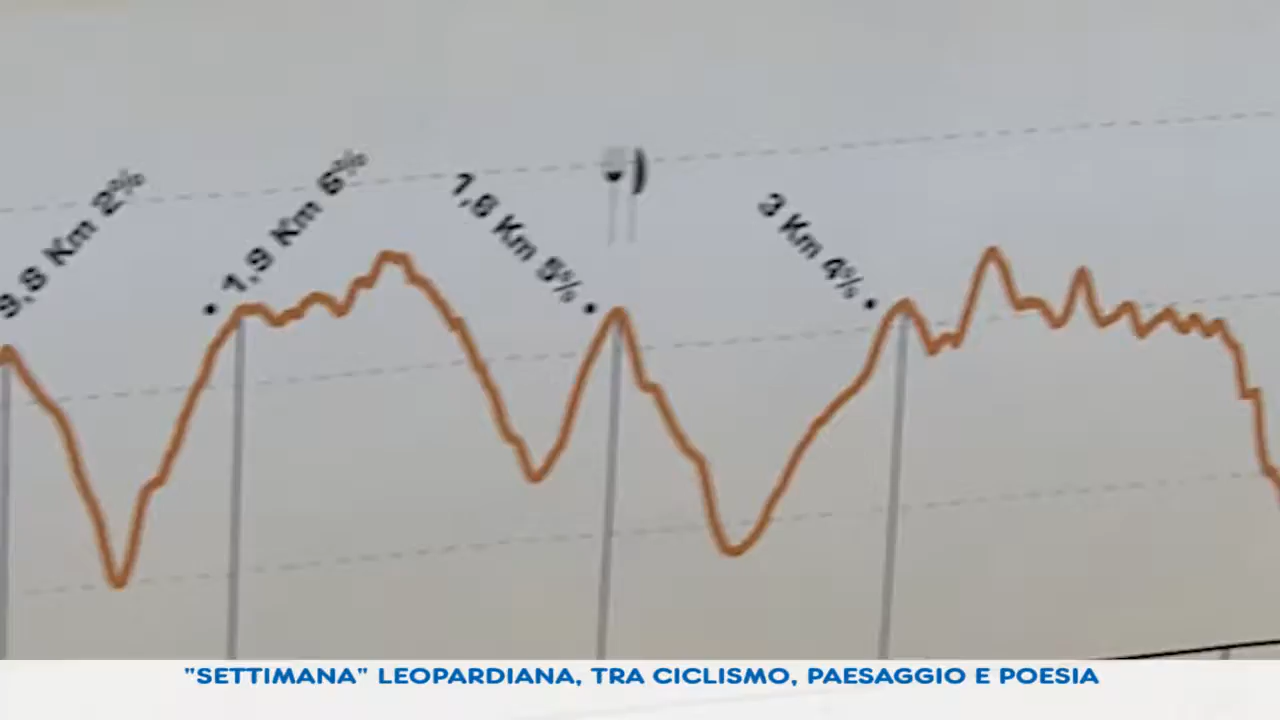 9,8 Km 2%
1,9 Km 6%
1,6 Km 5%
3 Km 4%
"SETTIMANA" LEOPARDIANA, TRA CICLISMO, PAESAGGIO E POESIA